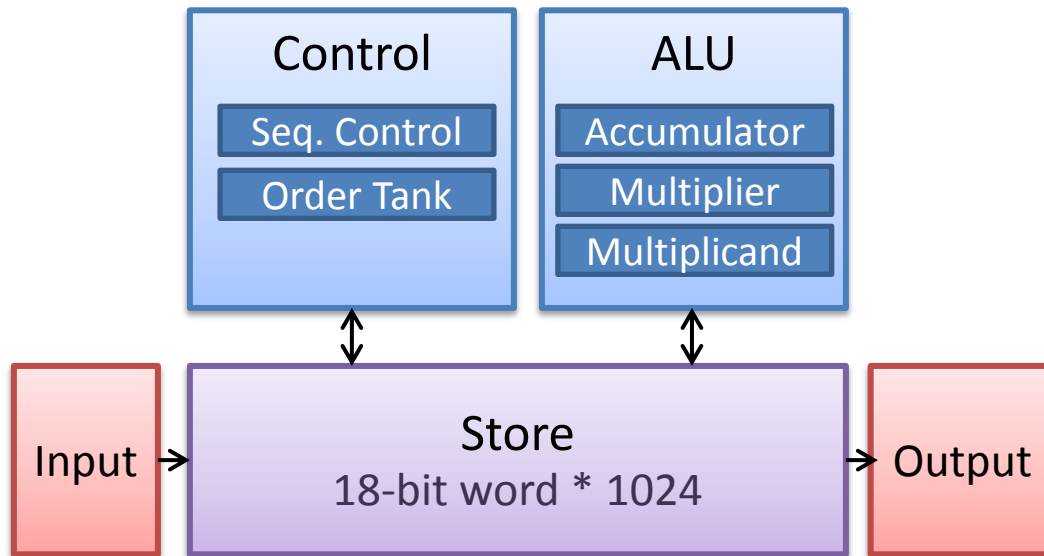 Control
Seq. Control
Order Tank
ALU
Accumulator
Multiplier
Multiplicand
Input
Store
18-bit word * 1024
Output